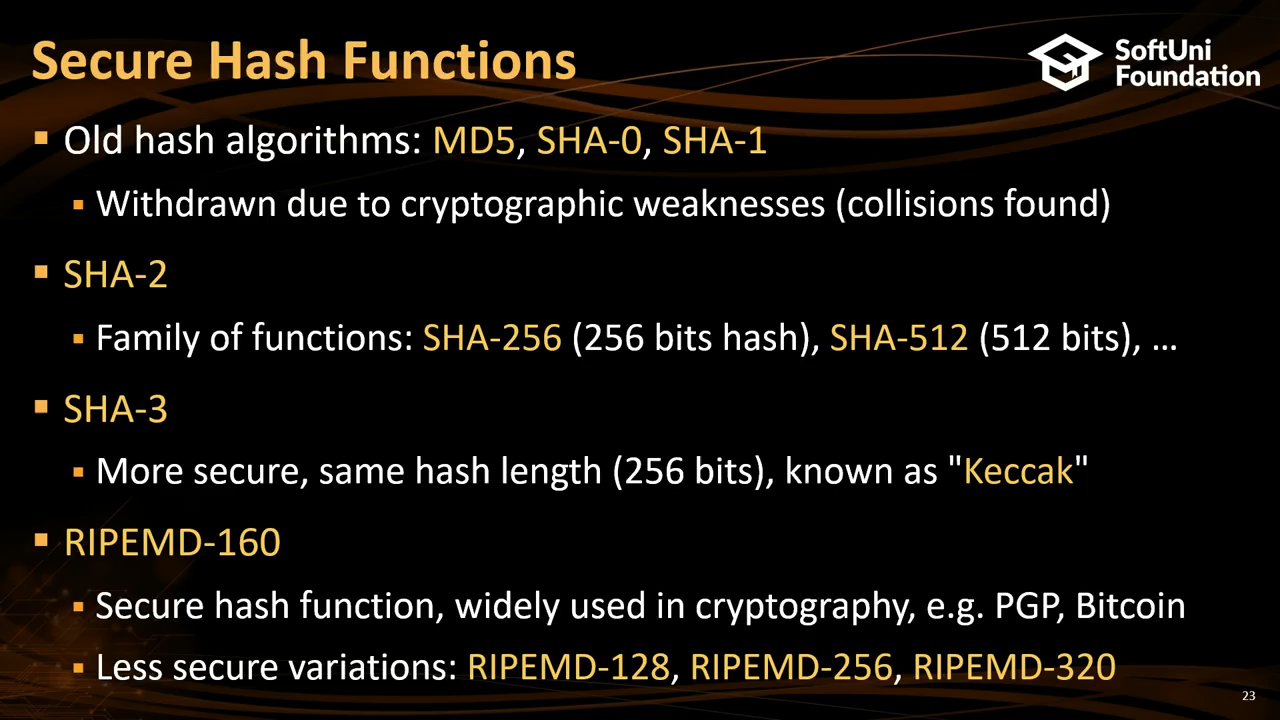 Secure Hash Functions
SoftUni
Foundation
▪ Old hash algorithms: MD5, SHA-0, SHA-1
▪ Withdrawn due to cryptographic weaknesses (collisions found)
▪ SHA-2
▪ Family of functions: SHA-256 (256 bits hash), SHA-512 (512 bits), …
▪ SHA-3
▪ More secure, same hash length (256 bits), known as "Keccak"
▪ RIPEMD-160
▪ Secure hash function, widely used in cryptography, e.g. PGP, Bitcoin
▪ Less secure variations: RIPEMD-128, RIPEMD-256, RIPEMD-320
23